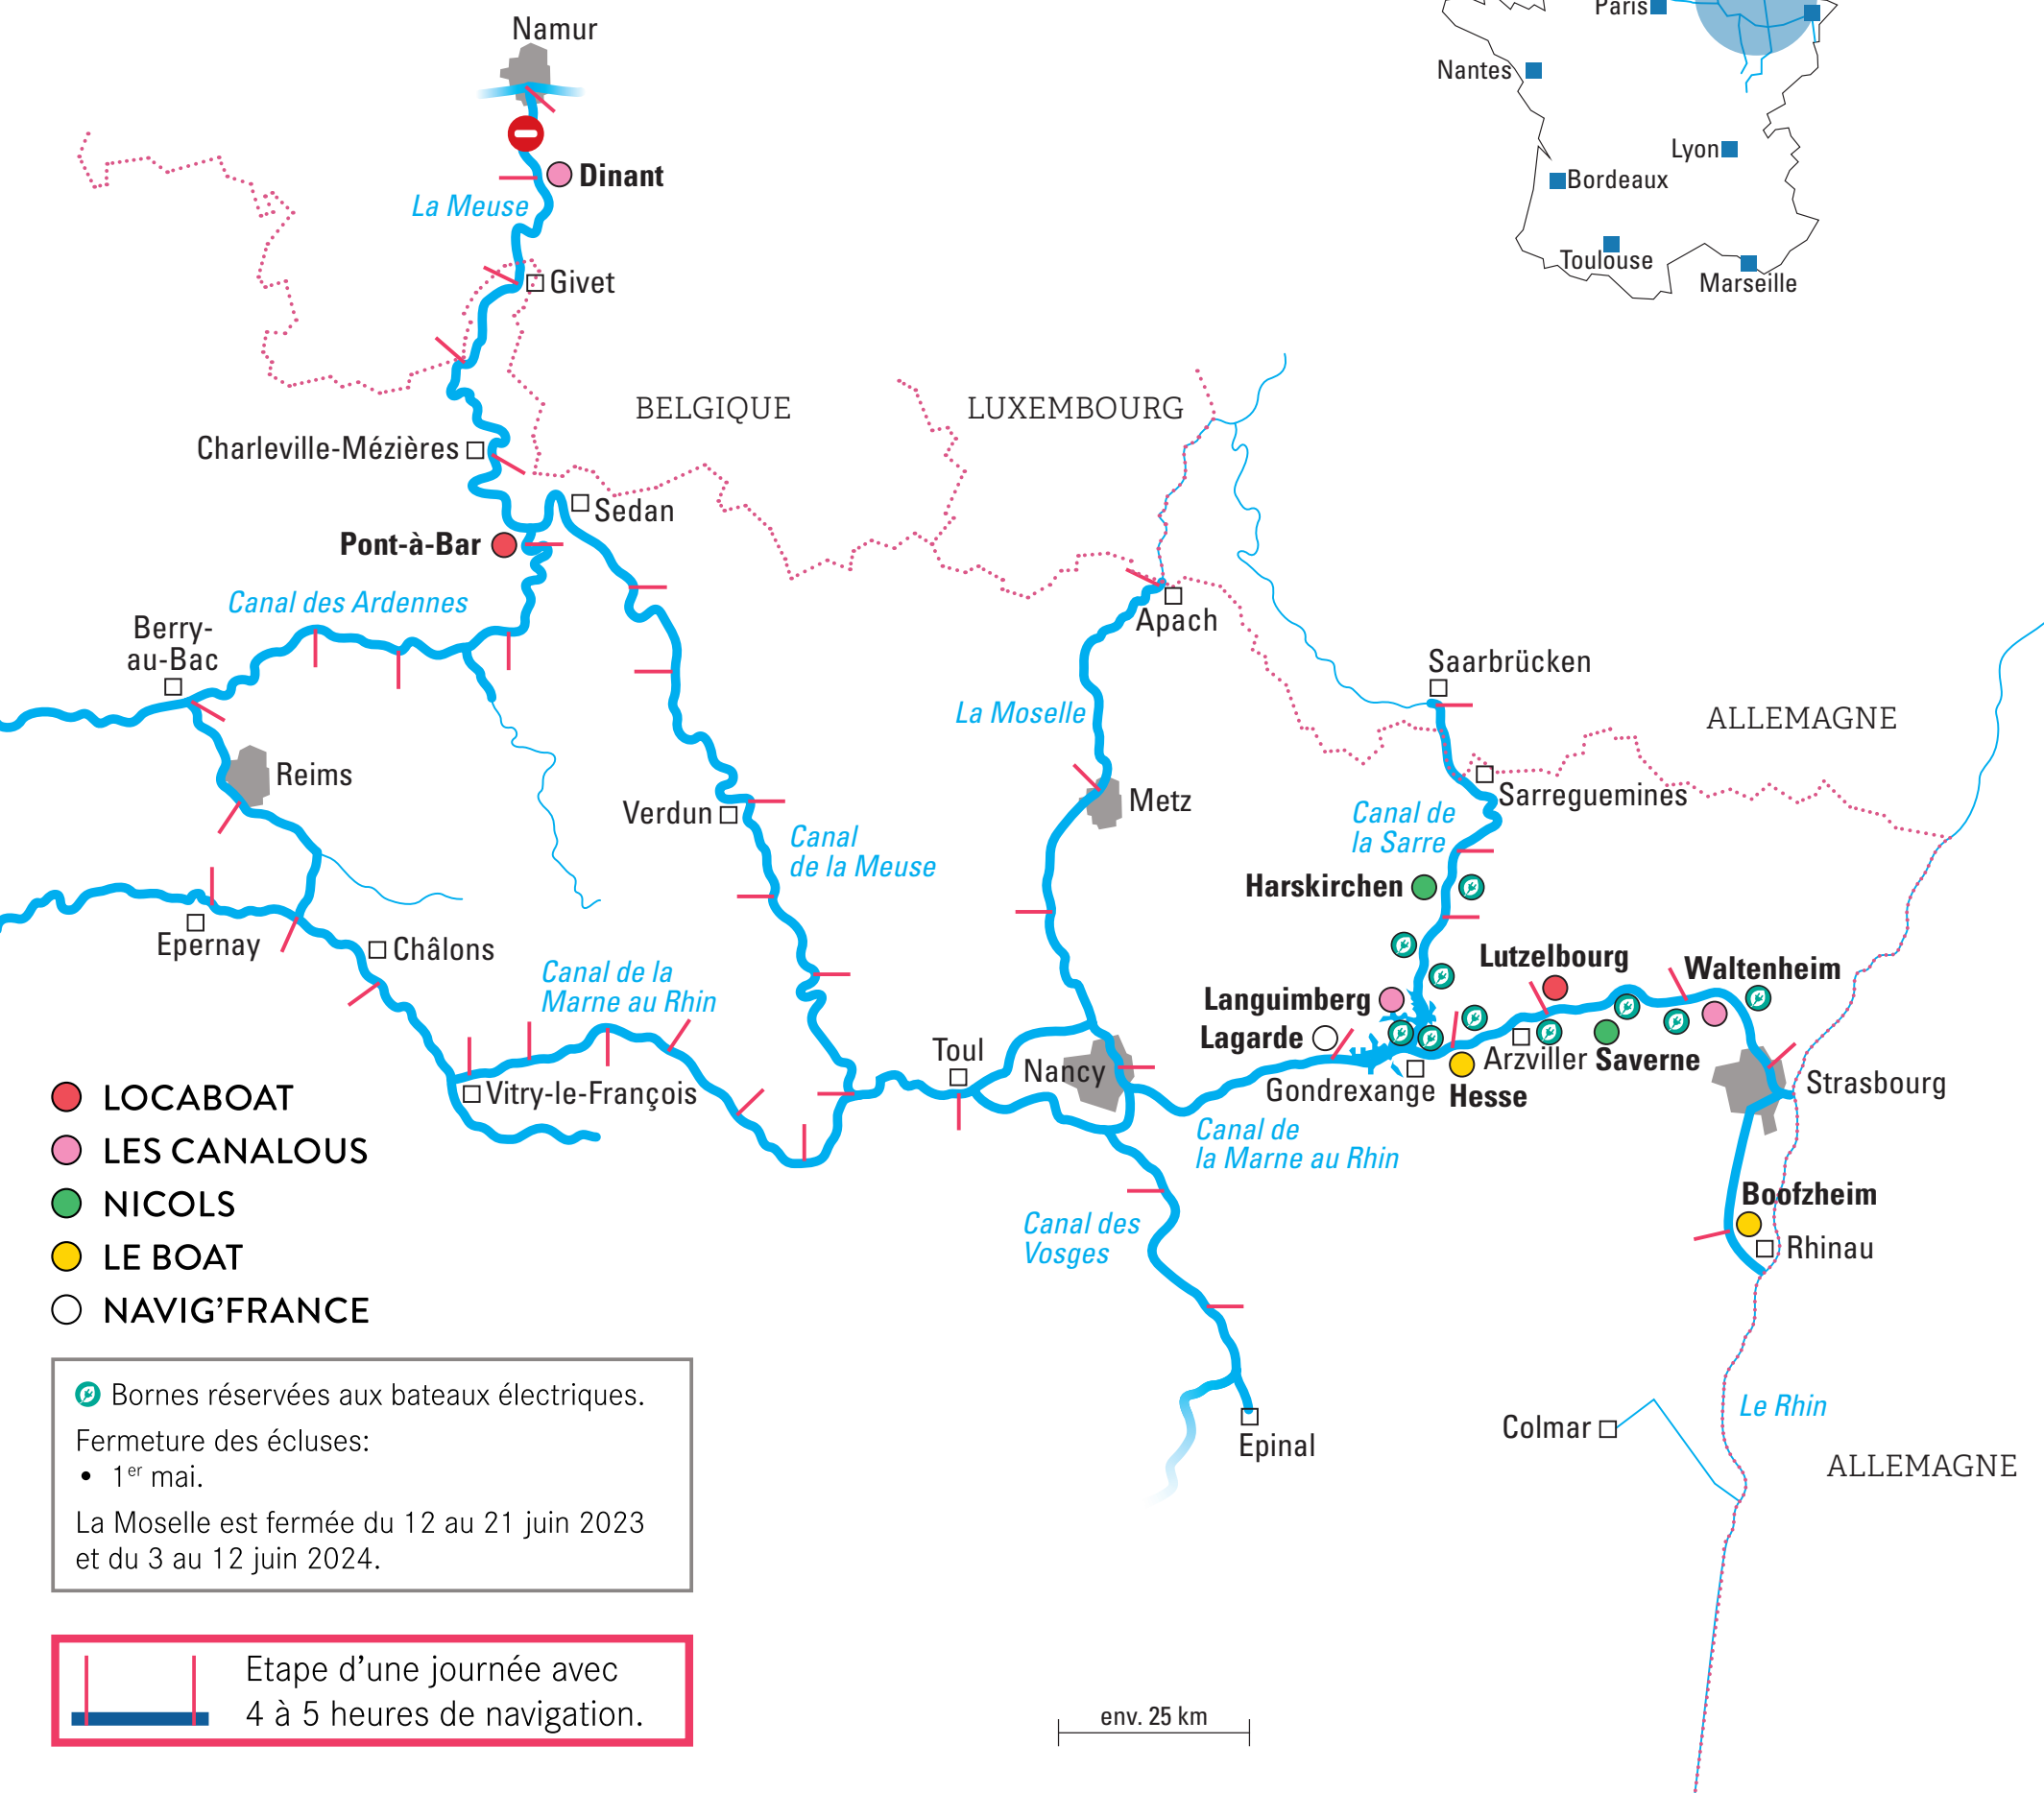 Namur
Paris
Nantes
Lyon
Bordeaux
Toulouse
Marseille
Dinant
La Meuse
Givet
BELGIQUE
LUXEMBOURG
Charleville-Mézières
Sedan
Pont-à-Bar
Canal des Ardennes
Berry-
au-Bac
Apach
Saarbrücken
La Moselle
ALLEMAGNE
Reims
Metz
Sarreguemines
Verdun
Canal
de la Meuse
Canal de
la Sarre
Harskirchen
Epernay
Châlons
Canal de la
Marne au Rhin
Lutzelbourg
Waltenheim
Languimberg
Lagarde
Toul
Nancy
Arzviller
Saverne
Gondrexange
Hesse
Strasbourg
Vitry-le-François
Canal de
la Marne au Rhin
Canal des
Vosges
Boofzheim
Rhinau
Epinal
Colmar
Le Rhin
ALLEMAGNE
LOCABOAT
LES CANALOUS
NICOLS
LE BOAT
NAVIG'FRANCE
Bornes réservées aux bateaux électriques.
Fermeture des écluses:
• 1er mai.
La Moselle est fermée du 12 au 21 juin 2023
et du 3 au 12 juin 2024.
Etape d'une journée avec
4 à 5 heures de navigation.
env. 25 km